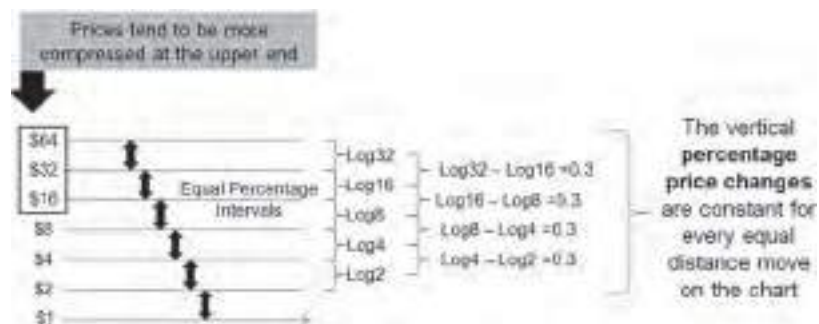 Prices tend to be more
compressed at the upper end
$64
$32
$16
$8
$4
$2
$1
Equal Percentage
Intervals
Log32
Log16
Log8
Log4
Log2
Log32 – Log16 =0.3
Log16 – Log8 =0.3
Log8 – Log4 =0.3
Log4 – Log2 =0.3
The vertical
percentage
price changes
are constant for
every equal
distance move
on the chart